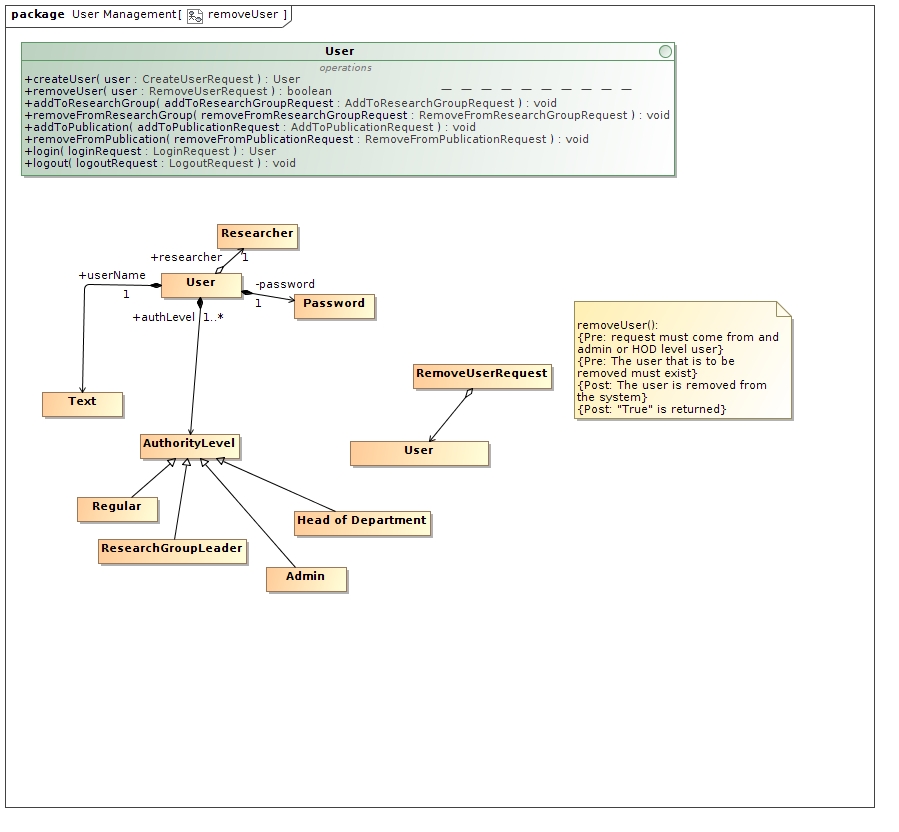 package User Management[ removeUser ]
User
operations
+createUser( user : CreateUserRequest ) : User
+removeUser( user : RemoveUserRequest ) : boolean
+addToResearchGroup( addToResearchGroupRequest : AddToResearchGroupRequest ) : void
+removeFromResearchGroup( removeFromResearchGroupRequest : RemoveFromResearchGroupRequest ) : void
+addToPublication( addToPublicationRequest : AddToPublicationRequest ) : void
+removeFromPublication( removeFromPublicationRequest : RemoveFromPublicationRequest ) : void
+login( loginRequest : LoginRequest ) : User
+logout( logoutRequest : LogoutRequest ) : void
Researcher
+researcher 1
+userName
1
User
-password
1
Password
+authLevel 1..*
Text
AuthorityLevel
Regular
ResearchGroupLeader
Admin
Head of Department
RemoveUserRequest
User
removeUser():
{Pre: request must come from and
admin or HOD level user}
{Pre: The user that is to be
removed must exist}
{Post: The user is removed from
the system}
{Post: "True" is returned}